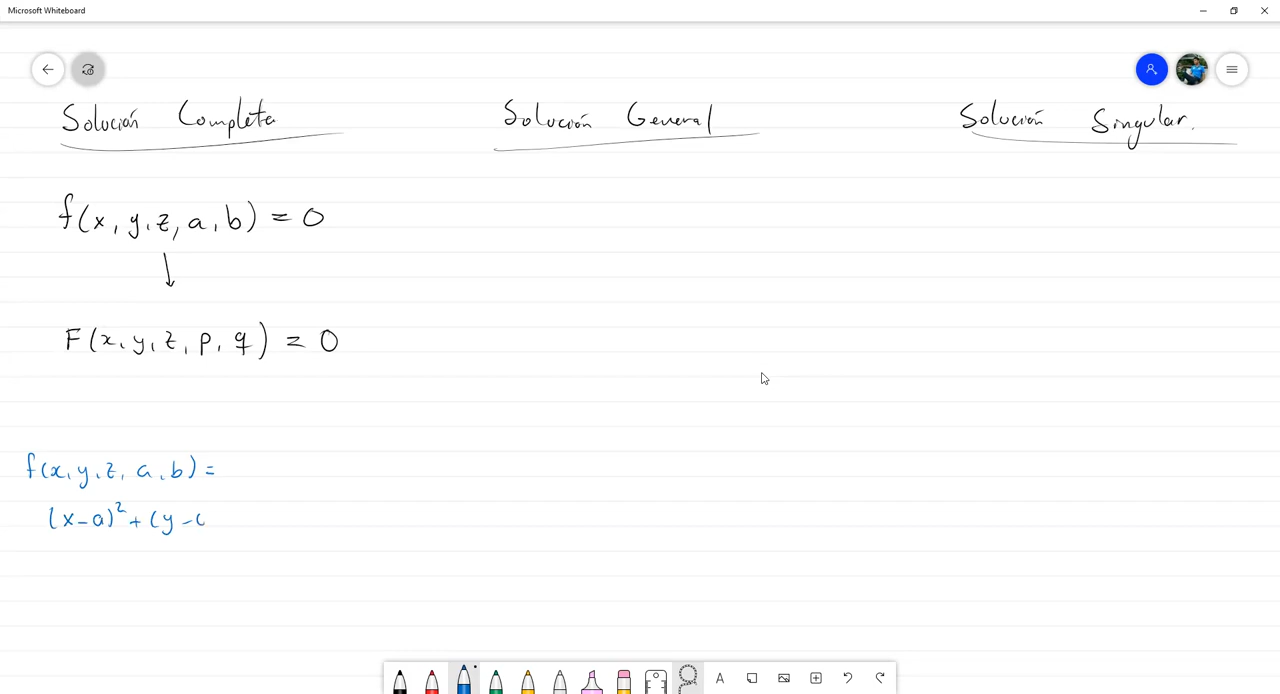 Microsoft Whiteboard
Solución Completa
Solución General
Solución Singular.
f(x, y, z, a, b) = 0
↓
F(x, y, z, p, q) = 0
f(x, y, z, a, b) =
(x-a)² + (y-